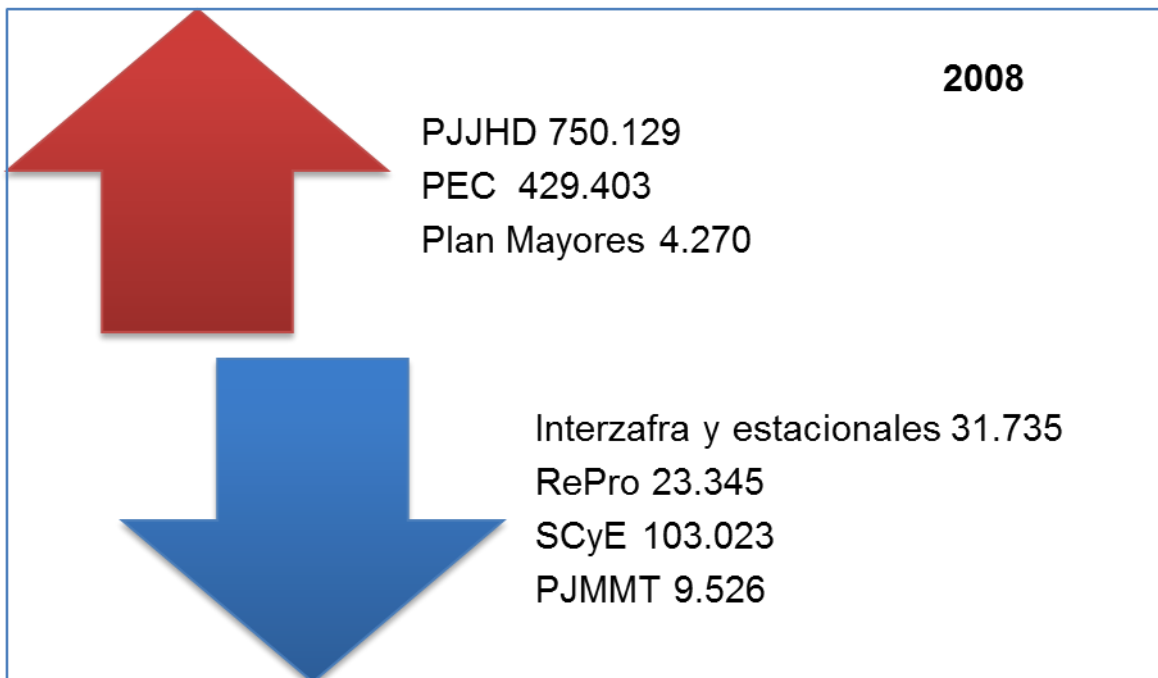 2008
PJJHD 750.129
PEC 429.403
Plan Mayores 4.270
Interzafra y estacionales 31.735
RePro 23.345
SCyE 103.023
PJMMT 9.526